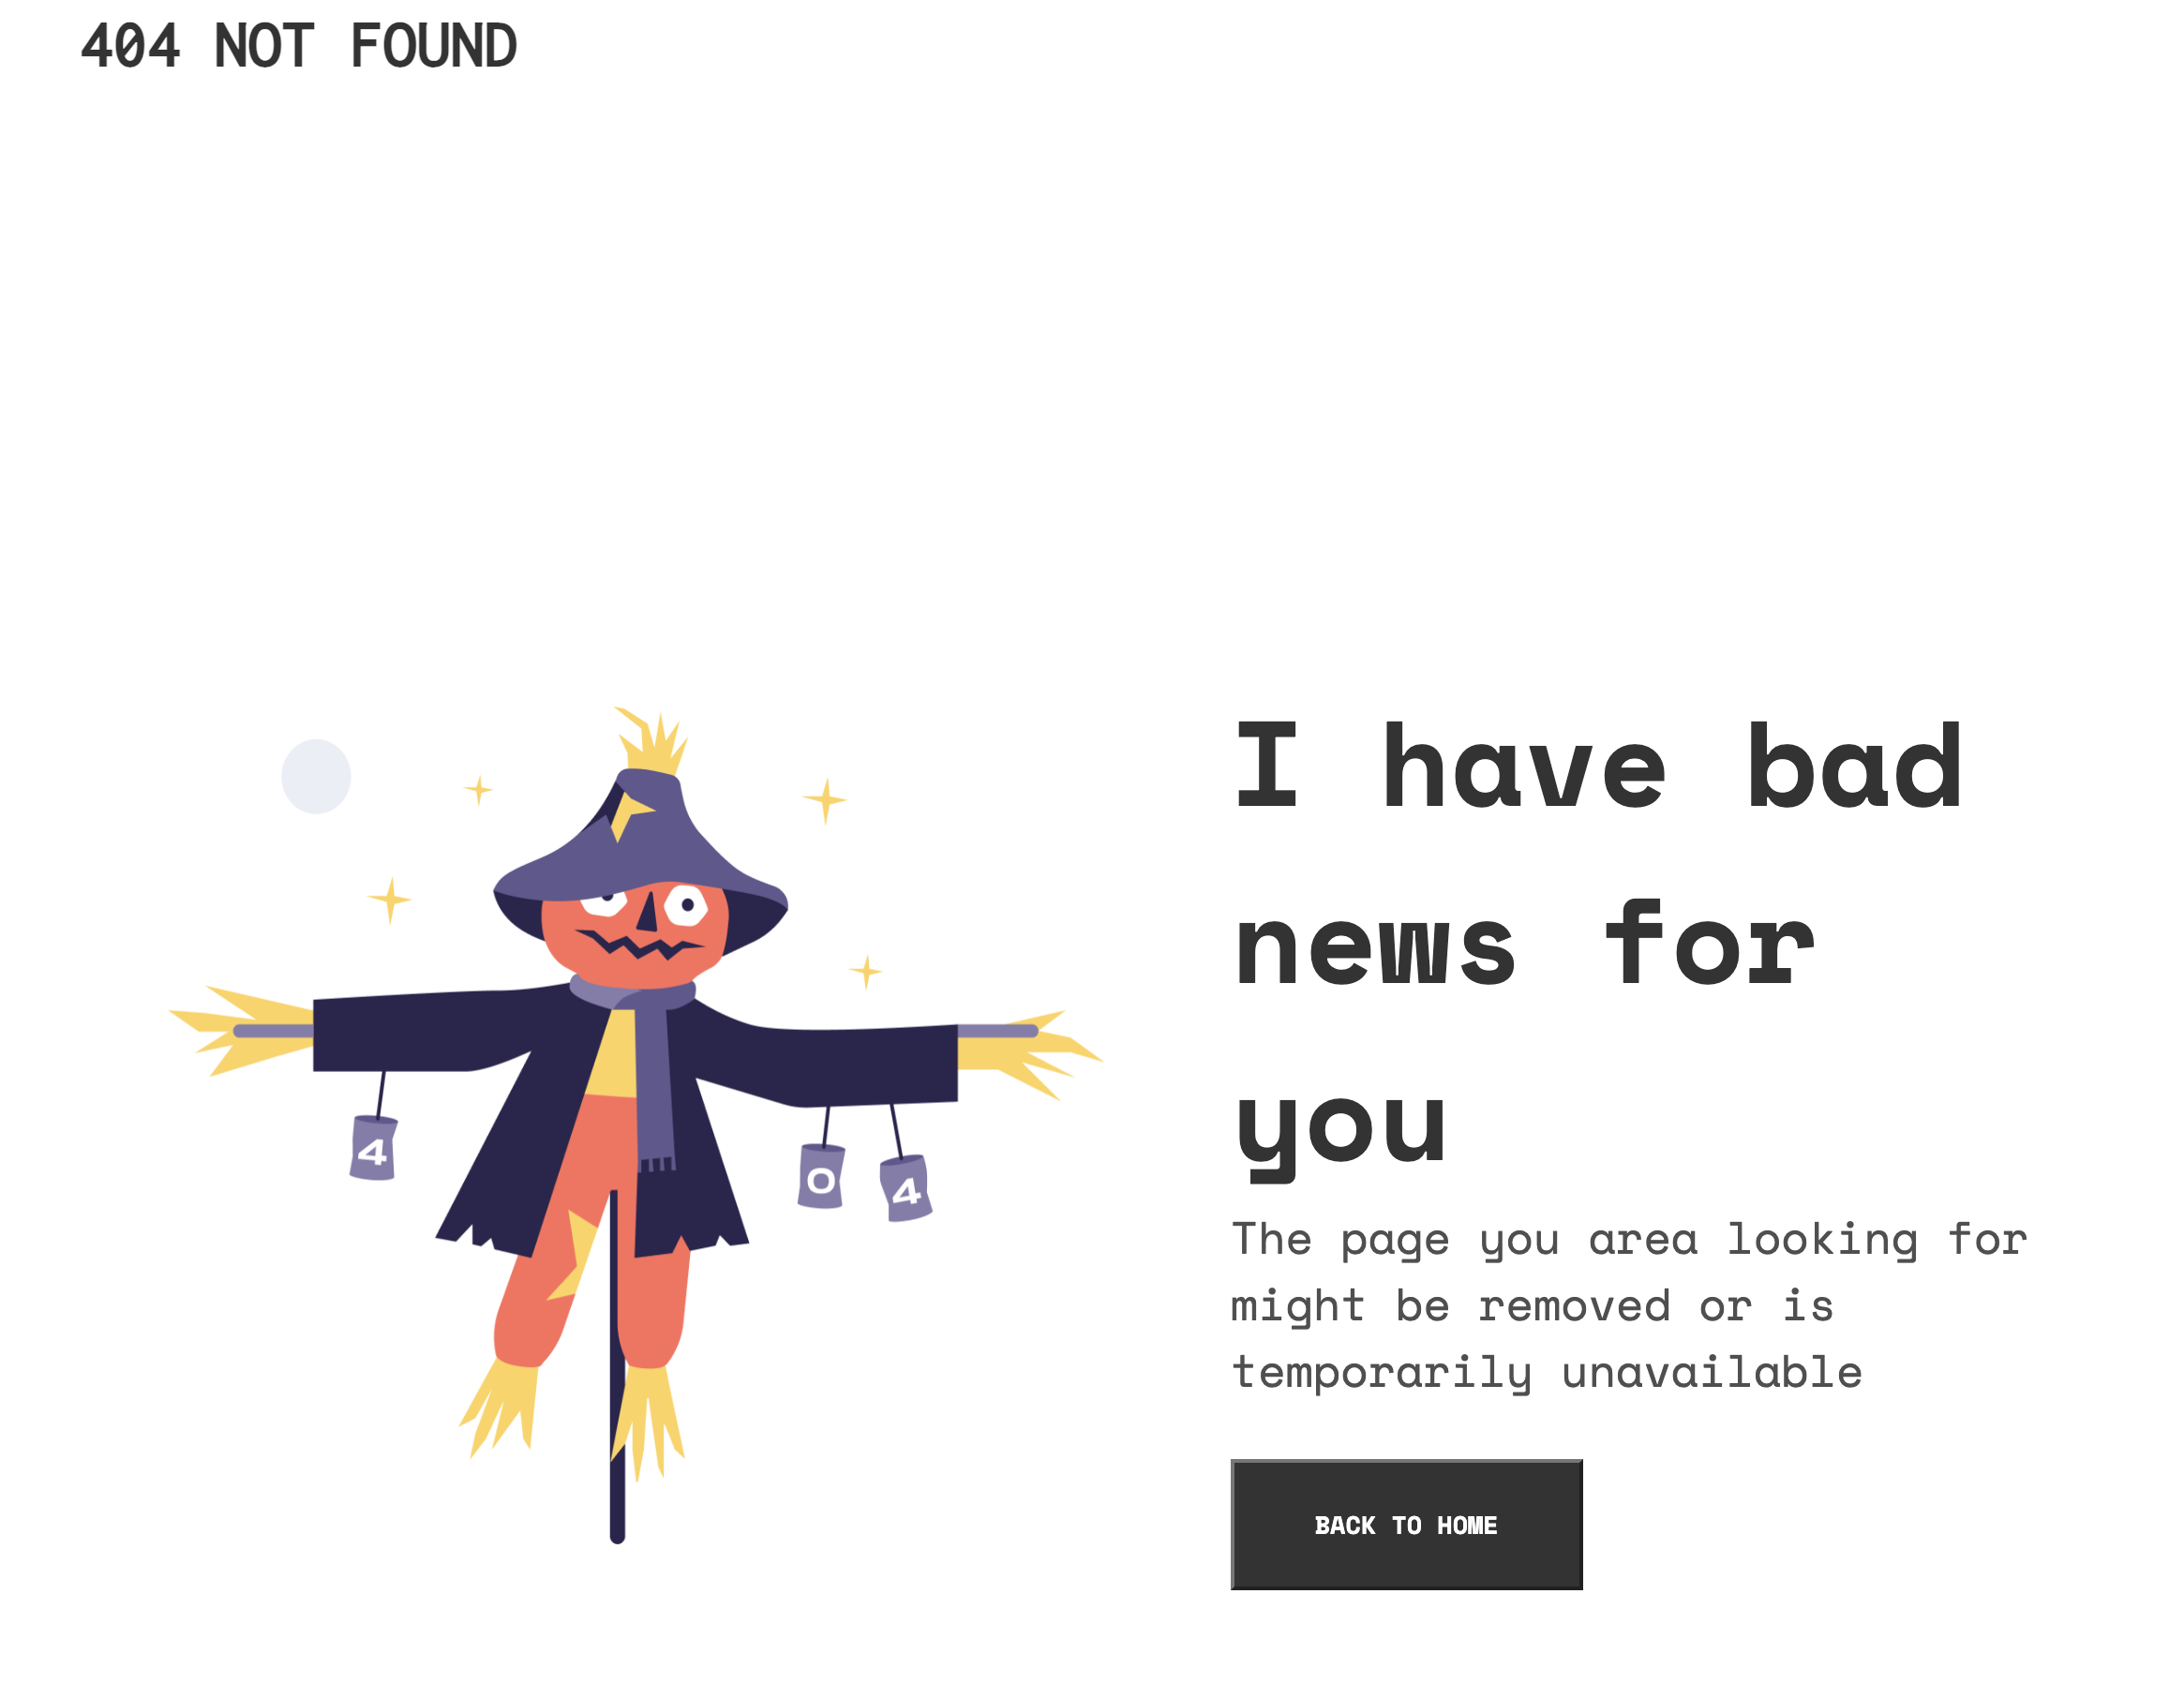 404 NOT FOUND
I have bad
news for
you
The page you area looking for
might be removed or is
temporarily unavailable
4
0
4
BACK TO HOME